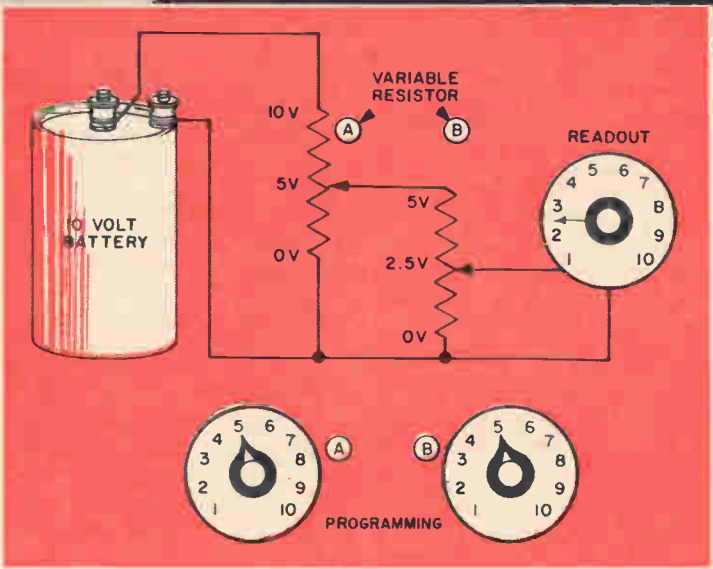 VARIABLE
RESISTOR
A
B
10V
5V
0V
5V
2.5V
0V
READOUT
1 2 3 4 5 6 7 8 9 10
10 VOLT
BATTERY
1 2 3 4 5 6 7 8 9 10
A
B
1 2 3 4 5 6 7 8 9 10
PROGRAMMING